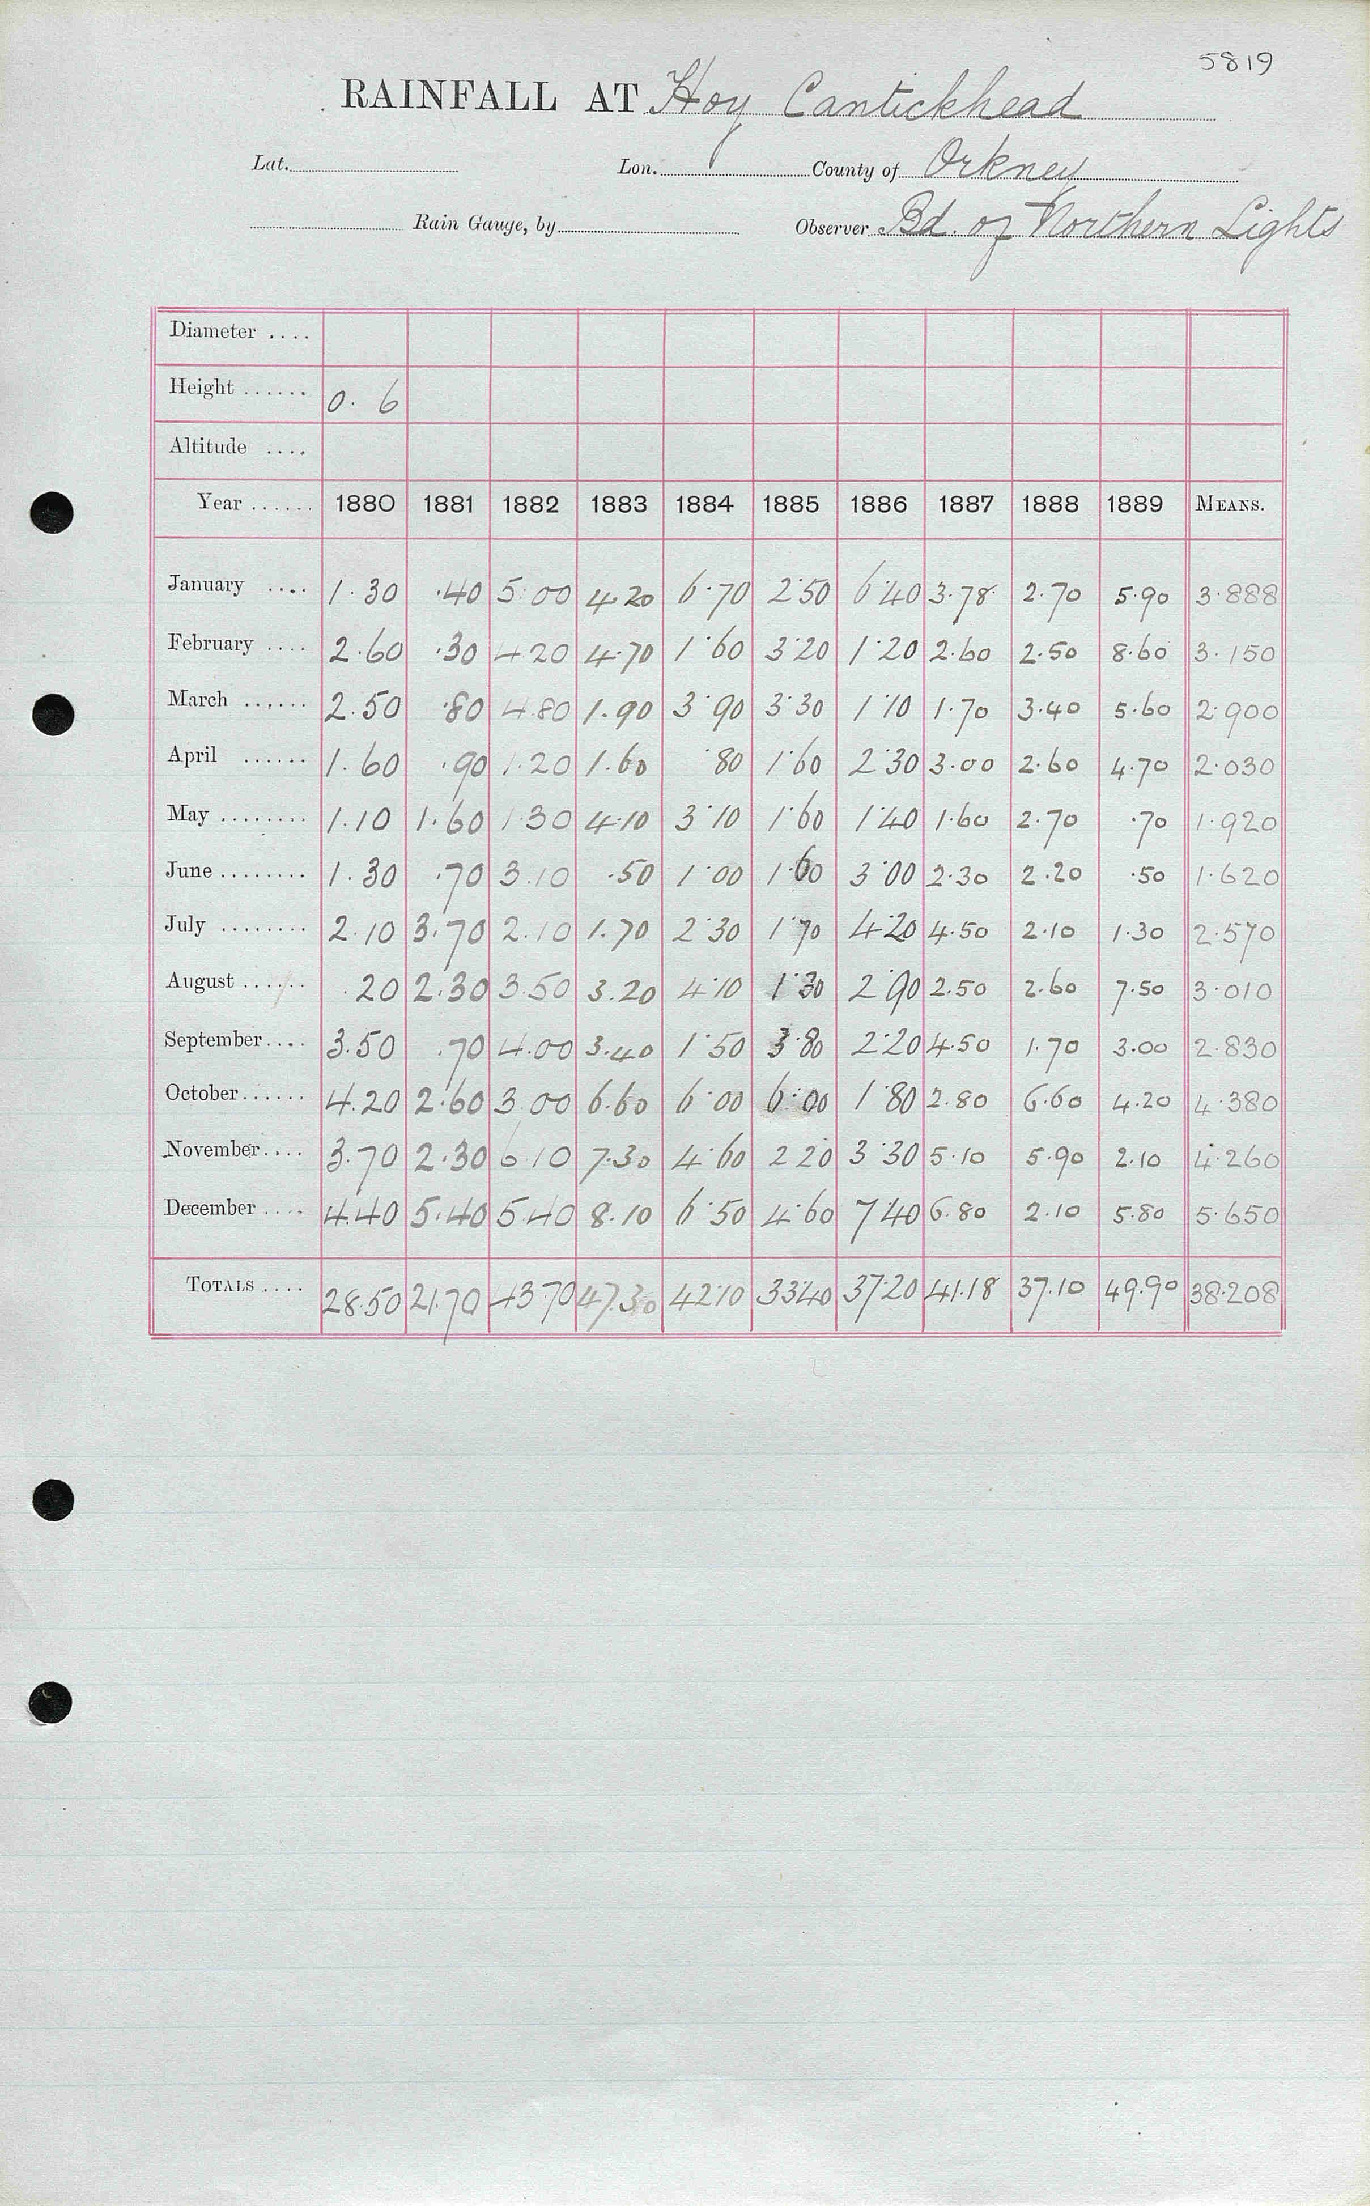 5819
RAINFALL AT Hoy Cantickhead
Lat. Lon. County of Orkney
Rain Gauge, by Observer Bd. of Northern Lights
Diameter ....
Height ...... 0. 6
Altitude ....
Year ...... 1880 1881 1882 1883 1884 1885 1886 1887 1888 1889 MEANS.
January .... 1.30 .40 5.00 4.20 6.70 2.50 6.40 3.78 2.70 5.90 3.888
February .... 2.60 .30 4.20 4.70 1.60 3.20 1.20 2.60 2.50 8.60 3.150
March ...... 2.50 .80 4.80 1.90 3.90 3.30 1.10 1.70 3.40 5.60 2.900
April ...... 1.60 .90 1.20 1.60 .80 1.60 2.30 3.00 2.60 4.70 2.030
May ........ 1.10 1.60 1.30 4.10 3.10 1.60 1.40 1.60 2.70 .70 1.920
June ........ 1.30 .70 3.10 .50 1.00 1.60 3.00 2.30 2.20 .50 1.620
July ........ 2.10 3.70 2.10 1.70 2.30 1.70 4.20 4.50 2.10 1.30 2.570
August ...... .20 2.30 3.50 3.20 4.10 1.30 2.90 2.50 2.60 7.50 3.010
September .... 3.50 .70 4.00 3.40 1.50 3.80 2.20 4.50 1.70 3.00 2.830
October ...... 4.20 2.60 3.00 6.60 6.00 6.00 1.80 2.80 6.60 4.20 4.380
November .... 3.70 2.30 6.10 7.30 4.60 2.20 3.30 5.10 5.90 2.10 4.260
December .... 4.40 5.40 5.40 8.10 6.50 4.60 7.40 6.80 2.10 5.80 5.650
TOTALS .... 28.50 21.70 43.70 47.30 42.10 33.40 37.20 41.18 37.10 49.90 38.208